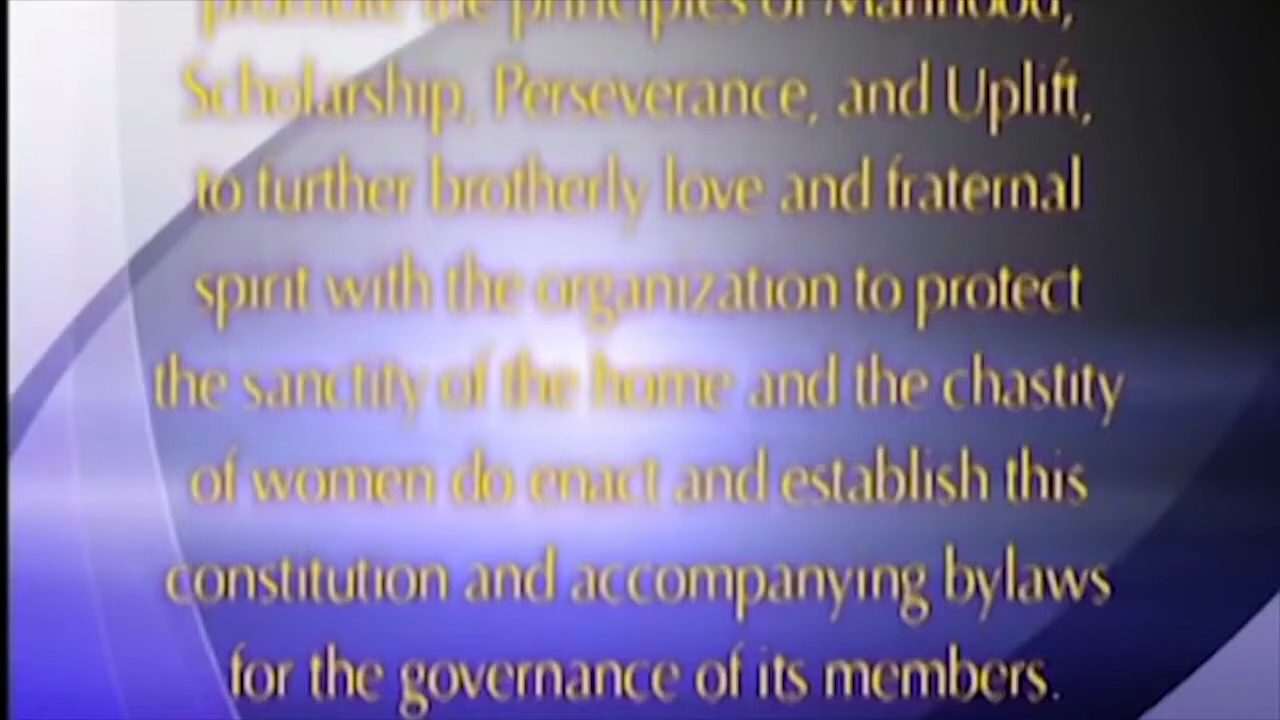 promote the principles of Manhood,
Scholarship, Perseverance, and Uplift,
to further brotherly love and fraternal
spirit with the organization to protect
the sanctity of the home and the chastity
of women do enact and establish this
constitution and accompanying bylaws
for the governance of its members.